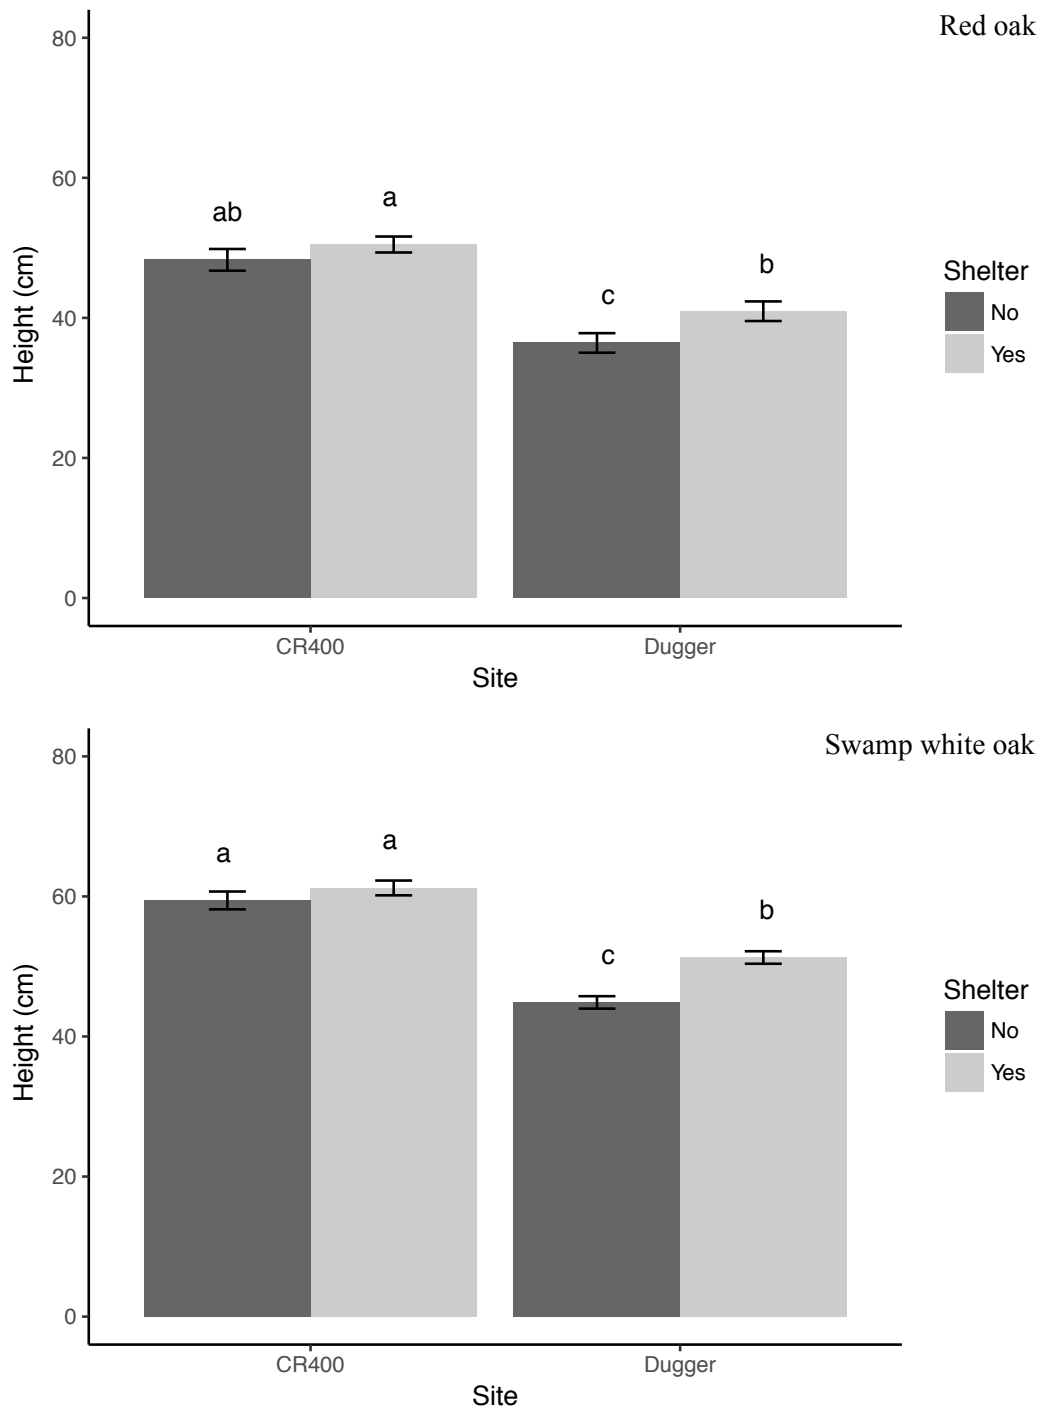 Red oak
80
60
40
20
0
Height (cm)
ab
a
c
b
CR400
Dugger
Site
Shelter
No
Yes
Swamp white oak
80
60
40
20
0
Height (cm)
a
a
c
b
CR400
Dugger
Site
Shelter
No
Yes